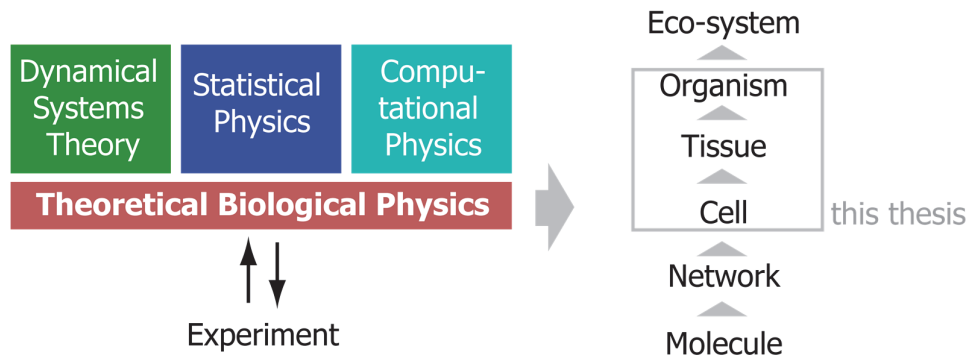 Dynamical
Systems
Theory
Statistical
Physics
Compu-
tational
Physics
Theoretical Biological Physics
Experiment
Eco-system
Organism
Tissue
Cell
this thesis
Network
Molecule